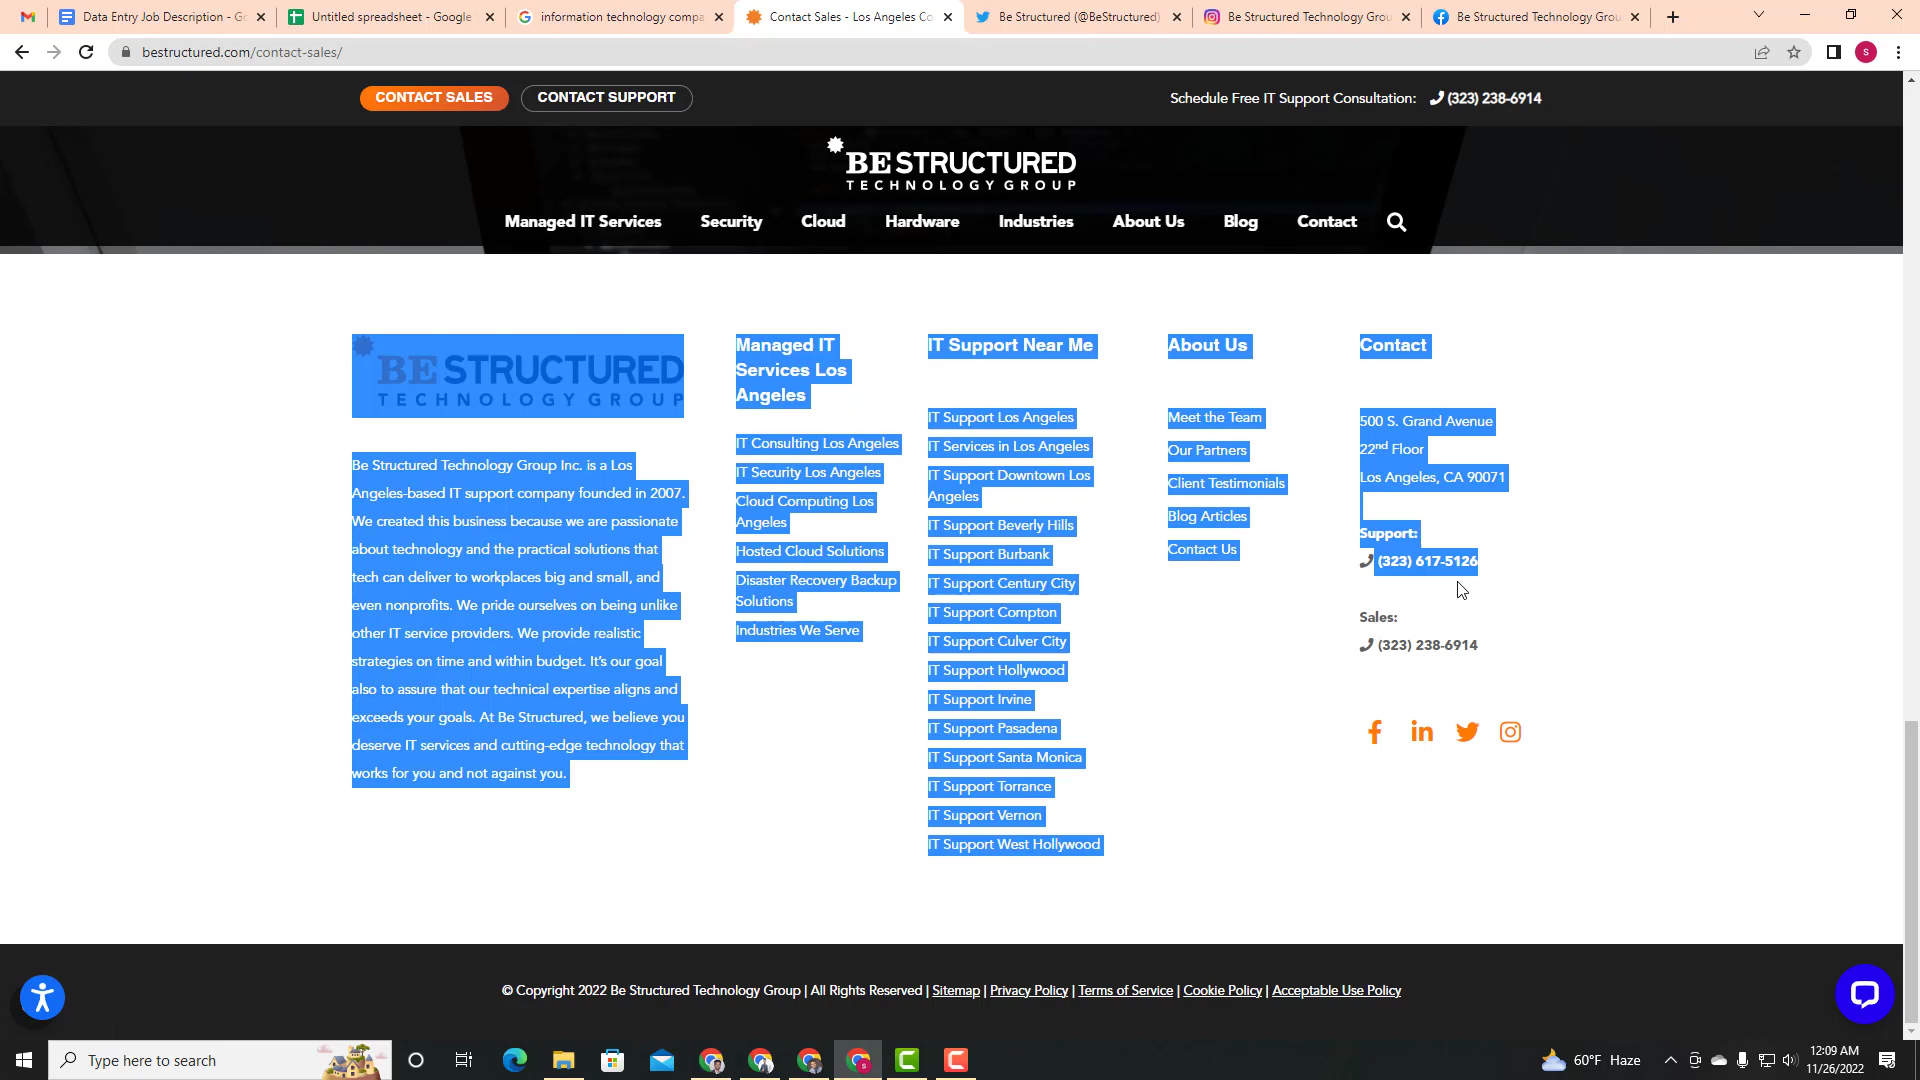 Data Entry Job Description - Go
Untitled spreadsheet - Google
information technology compa
Contact Sales - Los Angeles Co
Be Structured (@BeStructured)
Be Structured Technology Grou
Be Structured Technology Grou
bestructured.com/contact-sales/
S
CONTACT SALES
CONTACT SUPPORT
Schedule Free IT Support Consultation: (323) 238-6914
BE STRUCTURED
TECHNOLOGY GROUP
Managed IT Services
Security
Cloud
Hardware
Industries
About Us
Blog
Contact
BE STRUCTURED
TECHNOLOGY GROUP
Be Structured Technology Group Inc. is a Los
Angeles-based IT support company founded in 2007.
We created this business because we are passionate
about technology and the practical solutions that
tech can deliver to workplaces big and small, and
even nonprofits. We pride ourselves on being unlike
other IT service providers. We provide realistic
strategies on time and within budget. It's our goal
also to assure that our technical expertise aligns and
exceeds your goals. At Be Structured, we believe you
deserve IT services and cutting-edge technology that
works for you and not against you.
Managed IT
Services Los
Angeles
IT Consulting Los Angeles
IT Security Los Angeles
Cloud Computing Los
Angeles
Hosted Cloud Solutions
Disaster Recovery Backup
Solutions
Industries We Serve
IT Support Near Me
IT Support Los Angeles
IT Services in Los Angeles
IT Support Downtown Los
Angeles
IT Support Beverly Hills
IT Support Burbank
IT Support Century City
IT Support Compton
IT Support Culver City
IT Support Hollywood
IT Support Irvine
IT Support Pasadena
IT Support Santa Monica
IT Support Torrance
IT Support Vernon
IT Support West Hollywood
About Us
Meet the Team
Our Partners
Client Testimonials
Blog Articles
Contact Us
Contact
500 S. Grand Avenue
22nd Floor
Los Angeles, CA 90071
Support:
(323) 617-5126
Sales:
(323) 238-6914
© Copyright 2022 Be Structured Technology Group | All Rights Reserved | Sitemap | Privacy Policy | Terms of Service | Cookie Policy | Acceptable Use Policy
Type here to search
60°F Haze
12:09 AM
11/26/2022